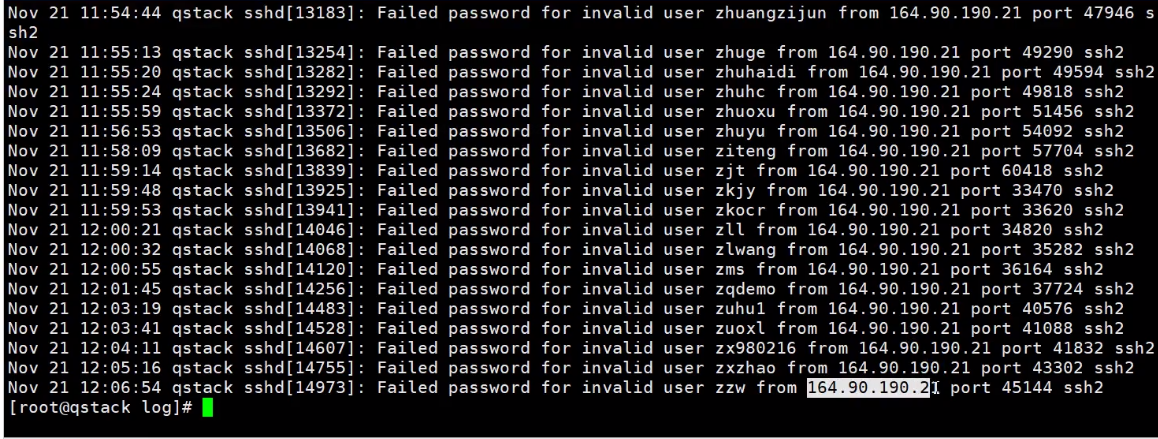 Nov 21 11:54:44 qstack sshd[13183]: Failed password for invalid user zhuangzijun from 164.90.190.21 port 47946 s
sh2
Nov 21 11:55:13 qstack sshd[13254]: Failed password for invalid user zhuge from 164.90.190.21 port 49290 ssh2
Nov 21 11:55:20 qstack sshd[13282]: Failed password for invalid user zhuhaidi from 164.90.190.21 port 49594 ssh2
Nov 21 11:55:24 qstack sshd[13292]: Failed password for invalid user zhuhc from 164.90.190.21 port 49818 ssh2
Nov 21 11:55:59 qstack sshd[13372]: Failed password for invalid user zhuoxu from 164.90.190.21 port 51456 ssh2
Nov 21 11:56:53 qstack sshd[13506]: Failed password for invalid user zhuyu from 164.90.190.21 port 54092 ssh2
Nov 21 11:58:09 qstack sshd[13682]: Failed password for invalid user ziteng from 164.90.190.21 port 57704 ssh2
Nov 21 11:59:14 qstack sshd[13839]: Failed password for invalid user zjt from 164.90.190.21 port 60418 ssh2
Nov 21 11:59:48 qstack sshd[13925]: Failed password for invalid user zkjy from 164.90.190.21 port 33470 ssh2
Nov 21 11:59:53 qstack sshd[13941]: Failed password for invalid user zkocr from 164.90.190.21 port 33620 ssh2
Nov 21 12:00:21 qstack sshd[14046]: Failed password for invalid user zll from 164.90.190.21 port 34820 ssh2
Nov 21 12:00:32 qstack sshd[14068]: Failed password for invalid user zlwang from 164.90.190.21 port 35282 ssh2
Nov 21 12:00:55 qstack sshd[14120]: Failed password for invalid user zms from 164.90.190.21 port 36164 ssh2
Nov 21 12:01:45 qstack sshd[14256]: Failed password for invalid user zqdemo from 164.90.190.21 port 37724 ssh2
Nov 21 12:03:19 qstack sshd[14483]: Failed password for invalid user zuhu1 from 164.90.190.21 port 40576 ssh2
Nov 21 12:03:41 qstack sshd[14528]: Failed password for invalid user zuoxl from 164.90.190.21 port 41088 ssh2
Nov 21 12:04:11 qstack sshd[14607]: Failed password for invalid user zx980216 from 164.90.190.21 port 41832 ssh2
Nov 21 12:05:16 qstack sshd[14755]: Failed password for invalid user zxzhao from 164.90.190.21 port 43302 ssh2
Nov 21 12:06:54 qstack sshd[14973]: Failed password for invalid user zzw from 164.90.190.21 port 45144 ssh2
[root@qstack log]#